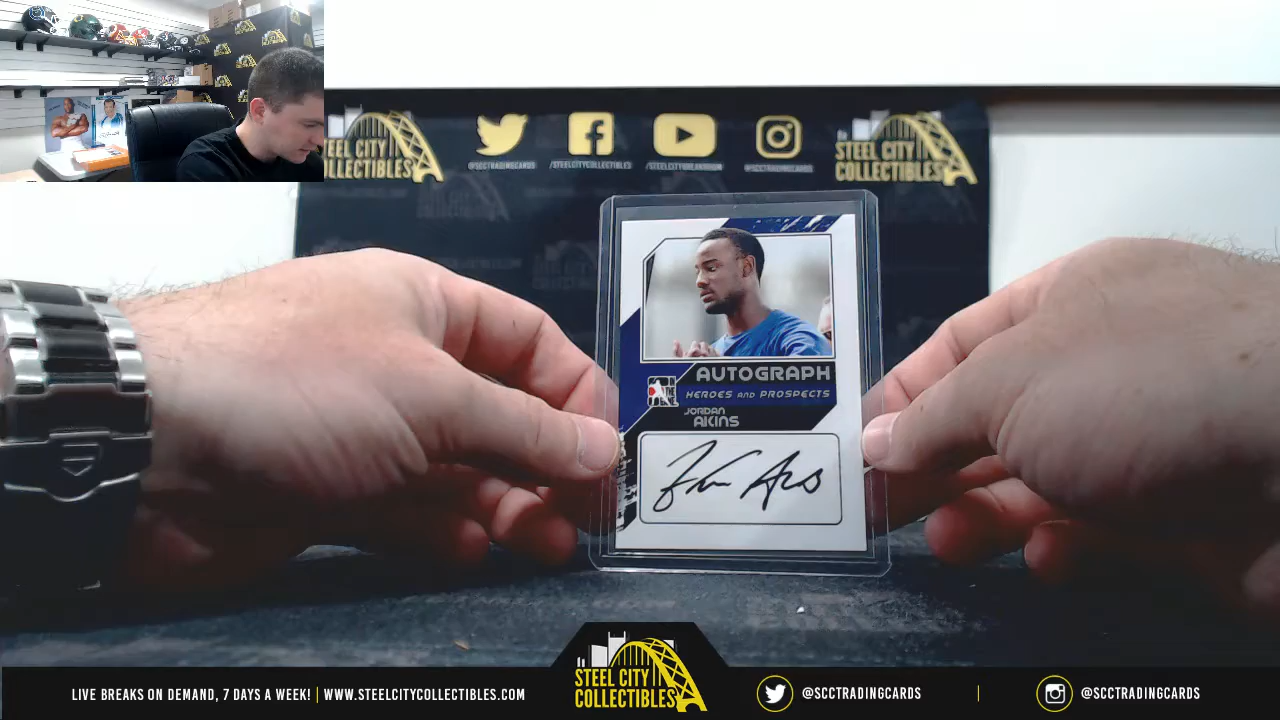 STEEL CITY
COLLECTIBLES
@SCCTRADINGCARDS
/STEELCITYCOLLECTIBLES
@SCCTRADINGCARDS
STEEL CITY
COLLECTIBLES
AUTOGRAPH
HEROES AND PROSPECTS
JORDAN
AKINS
LIVE BREAKS ON DEMAND, 7 DAYS A WEEK! | WWW.STEELCITYCOLLECTIBLES.COM
STEEL CITY
COLLECTIBLES
@SCCTRADINGCARDS
@SCCTRADINGCARDS